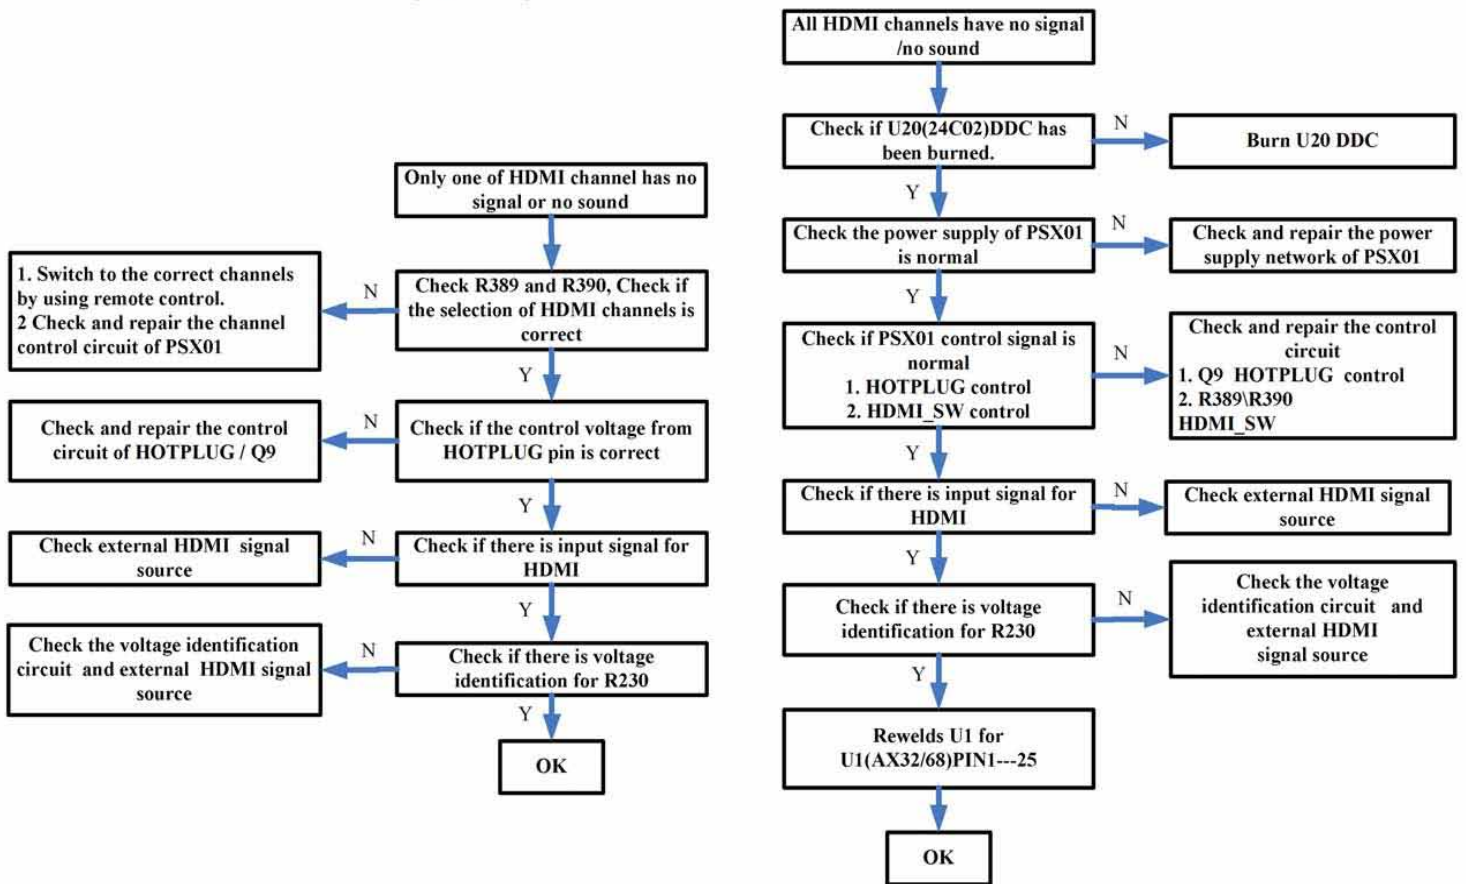 Only one of HDMI channel has no
signal or no sound
1. Switch to the correct channels
by using remote control.
2 Check and repair the channel
control circuit of PSX01
N
Check R389 and R390, Check if
the selection of HDMI channels is
correct
Y
Check and repair the control
circuit of HOTPLUG / Q9
N
Check if the control voltage from
HOTPLUG pin is correct
Y
Check external HDMI signal
source
N
Check if there is input signal for
HDMI
Y
Check the voltage identification
circuit and external HDMI signal
source
N
Check if there is voltage
identification for R230
Y
OK
All HDMI channels have no signal
/no sound
Check if U20(24C02)DDC has
been burned.
N
Burn U20 DDC
Y
Check the power supply of PSX01
is normal
N
Check and repair the power
supply network of PSX01
Y
Check if PSX01 control signal is
normal
1. HOTPLUG control
2. HDMI_SW control
N
Check and repair the control
circuit
1. Q9 HOTPLUG control
2. R389\R390
HDMI_SW
Y
Check if there is input signal for
HDMI
N
Check external HDMI signal
source
Y
Check if there is voltage
identification for R230
N
Check the voltage
identification circuit and
external HDMI
signal source
Y
Rewelds U1 for
U1(AX32/68)PIN1---25
OK